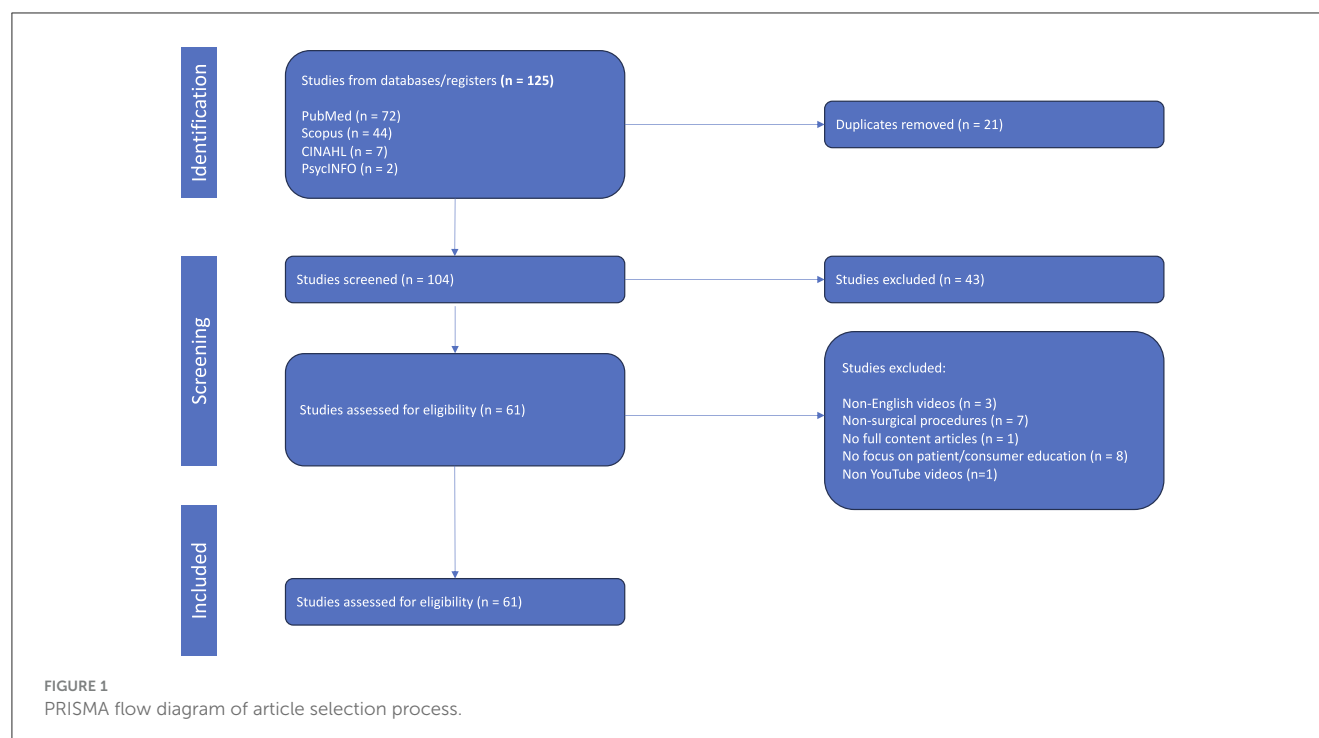 Identification
Studies from databases/registers (n = 125)
PubMed (n = 72)
Scopus (n = 44)
CINAHL (n = 7)
PsycINFO (n = 2)
Duplicates removed (n = 21)
Screening
Studies screened (n = 104)
Studies excluded (n = 43)
Studies assessed for eligibility (n = 61)
Studies excluded:
Non-English videos (n = 3)
Non-surgical procedures (n = 7)
No full content articles (n = 1)
No focus on patient/consumer education (n = 8)
Non YouTube videos (n=1)
Included
Studies assessed for eligibility (n = 61)
FIGURE 1
PRISMA flow diagram of article selection process.